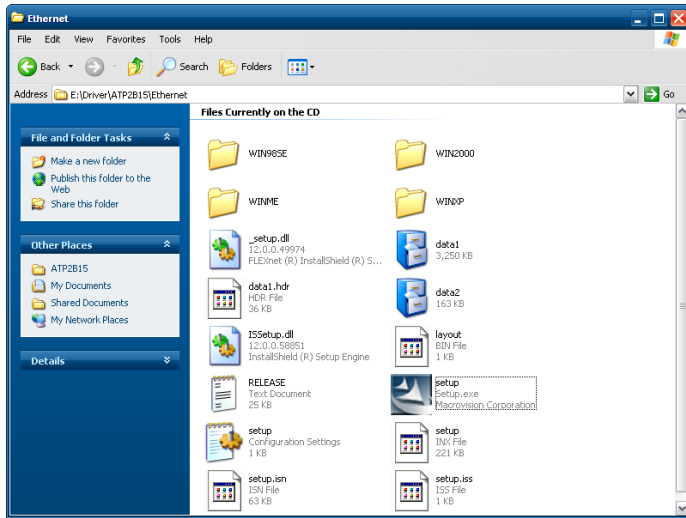 Ethernet
File Edit View Favorites Tools Help
Back Search Folders
Address E:\Driver\ATP2B15\Ethernet Go
Files Currently on the CD
File and Folder Tasks
Make a new folder
Publish this folder to the
Web
Share this folder
Other Places
ATP2B15
My Documents
Shared Documents
My Network Places
Details
WIN98SE
WIN2000
WINME
WINXP
_setup.dll
12.0.0.49974
FLEXnet (R) InstallShield (R) S...
data1
3,250 KB
data1.hdr
HDR File
36 KB
data2
163 KB
ISSetup.dll
12.0.0.58851
InstallShield (R) Setup Engine
layout
BIN File
1 KB
RELEASE
Text Document
25 KB
setup
Setup.exe
Macrovision Corporation
setup
Configuration Settings
1 KB
setup
INX File
221 KB
setup.isn
ISN File
63 KB
setup.iss
ISS File
1 KB